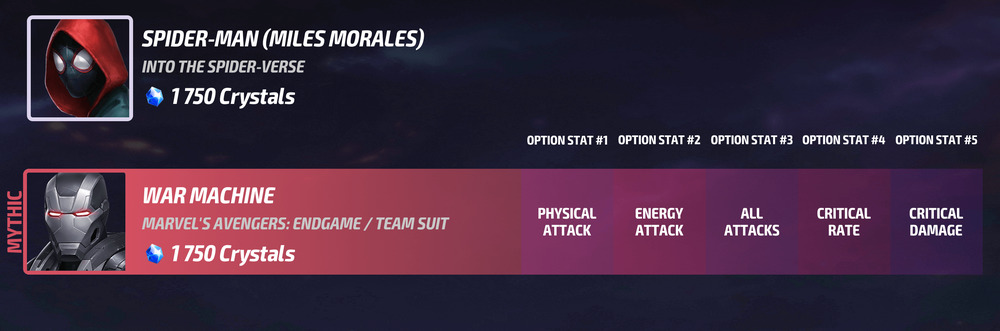 SPIDER-MAN (MILES MORALES)
INTO THE SPIDER-VERSE
1 750 Crystals
OPTION STAT #1 OPTION STAT #2 OPTION STAT #3 OPTION STAT #4 OPTION STAT #5
MYTHIC
WAR MACHINE
MARVEL'S AVENGERS: ENDGAME / TEAM SUIT
1 750 Crystals
PHYSICAL
ATTACK
ENERGY
ATTACK
ALL
ATTACKS
CRITICAL
RATE
CRITICAL
DAMAGE